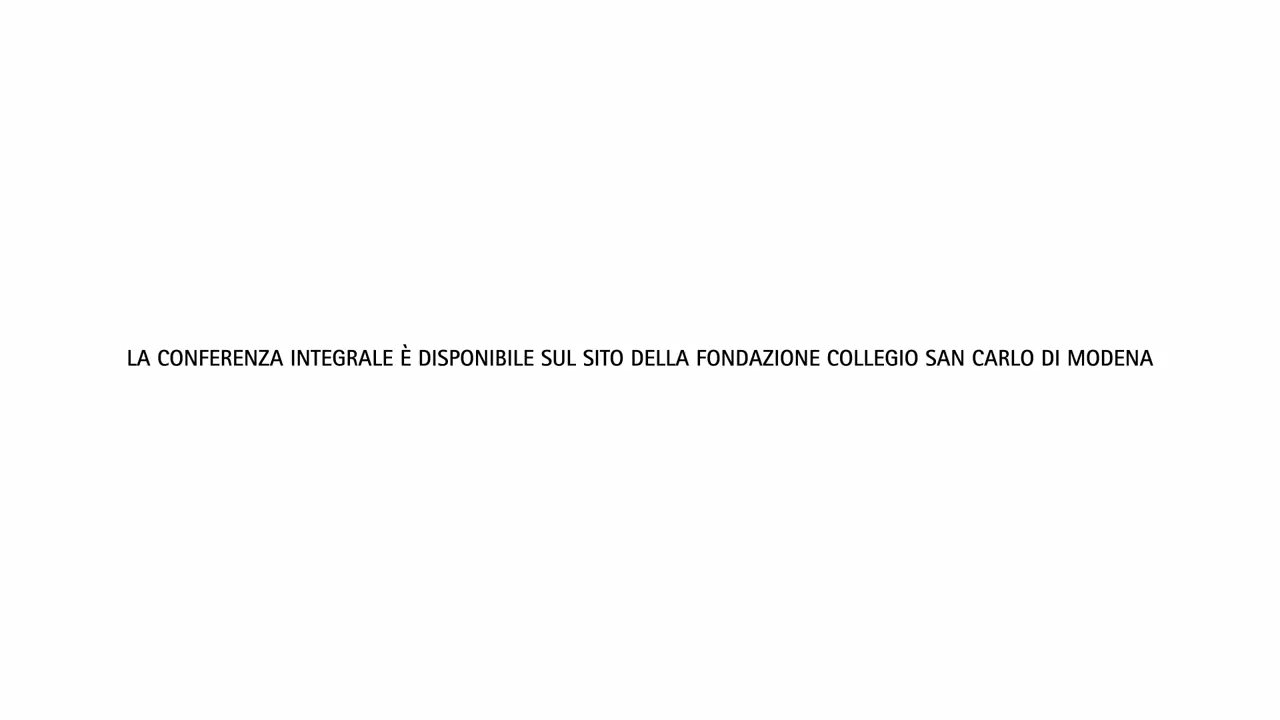 LA CONFERENZA INTEGRALE È DISPONIBILE SUL SITO DELLA FONDAZIONE COLLEGIO SAN CARLO DI MODENA